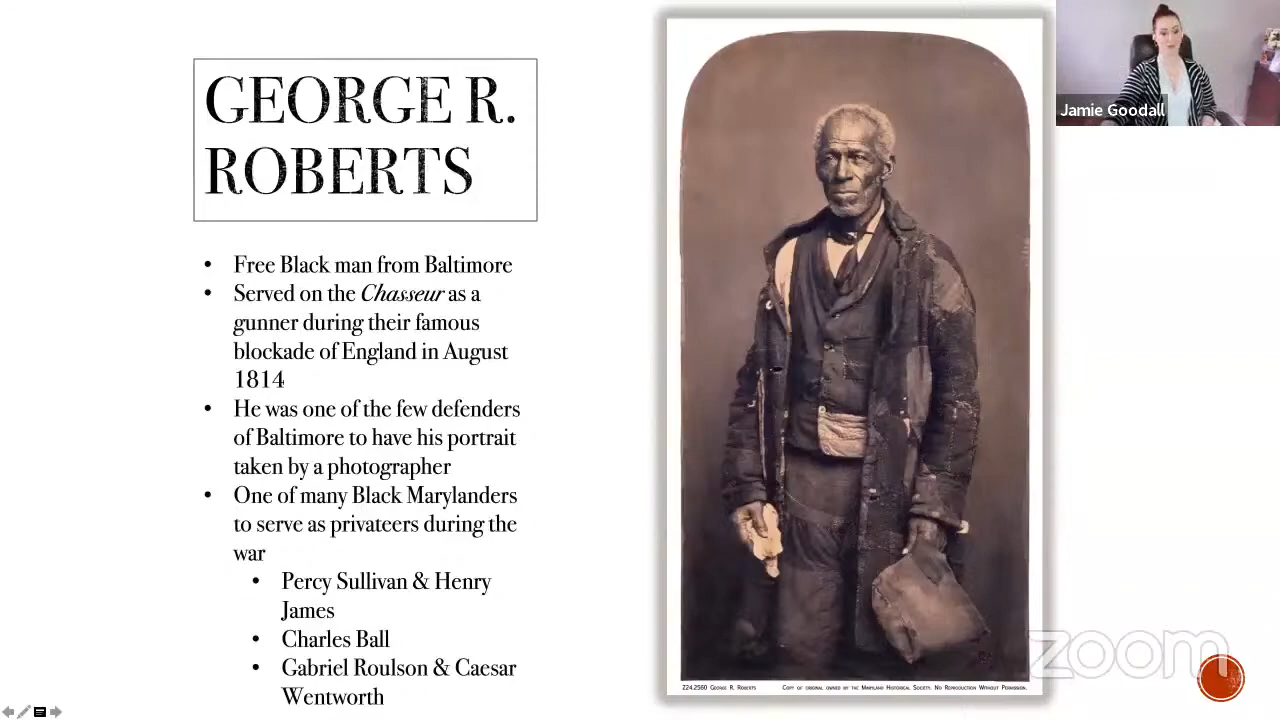 GEORGE R.
ROBERTS
• Free Black man from Baltimore
• Served on the Chasseur as a
gunner during their famous
blockade of England in August
1814
• He was one of the few defenders
of Baltimore to have his portrait
taken by a photographer
• One of many Black Marylanders
to serve as privateers during the
war
• Percy Sullivan & Henry
James
• Charles Ball
• Gabriel Roulson & Caesar
Wentworth
Z24.2560 George R. Roberts Copy of original owned by the Maryland Historical Society. No Reproduction Without Permission.
Jamie Goodall
zoom